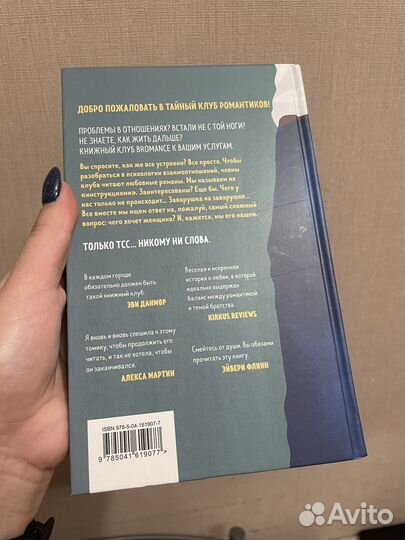 ДОБРО ПОЖАЛОВАТЬ В ТАЙНЫЙ КЛУБ РОМАНТИКОВ!
ПРОБЛЕМЫ В ОТНОШЕНИЯХ? ВСТАЛИ НЕ С ТОЙ НОГИ?
НЕ ЗНАЕТЕ, КАК ЖИТЬ ДАЛЬШЕ?
КНИЖНЫЙ КЛУБ BROMANCE К ВАШИМ УСЛУГАМ.
Вы спросите, как же все устроено? Все просто. Чтобы
разобраться в психологии взаимоотношений, члены
клуба читают любовные романы. Мы называем их
«инструкциями». Заинтересованы? Еще бы. Чего у
нас только не происходит... Заварушка на заварушке...
Все вместе мы ищем ответ на, пожалуй, самый сложный
вопрос: чего хочет женщина? И, кажется, мы его нашли.
ТОЛЬКО ТСС... НИКОМУ НИ СЛОВА.
В каждом городе
обязательно должен быть
такой книжный клуб.
ЭВИ ДАНМОР
Веселая и искренняя
история о любви, в которой
идеально выдержан
баланс между романтикой
и темой братства.
KIRKUS REVIEWS
Я вновь и вновь спешила к этому
томику, чтобы продолжить его
читать, и так не хотела, чтобы
он заканчивался.
АЛЕКСА МАРТИН
Смейтесь от души. Вы обязаны
прочитать эту книгу.
ЭЙВЕРИ ФЛИНН
ISBN 978-5-04-161907-7
9 785041 619077 >
Avito